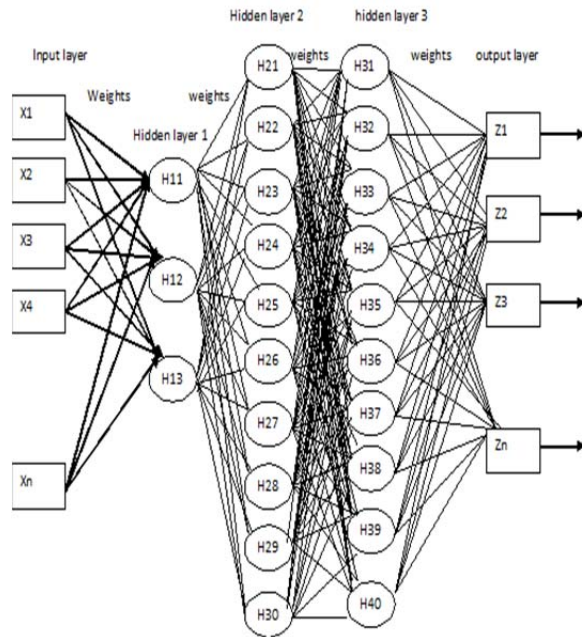 Hidden layer 2
hidden layer 3
Input layer
weights
weights
output layer
Weights
weights
Hidden layer 1
X1
X2
X3
X4
Xn
H11
H12
H13
H21
H22
H23
H24
H25
H26
H27
H28
H29
H30
H31
H32
H33
H34
H35
H36
H37
H38
H39
H40
Z1
Z2
Z3
Zn